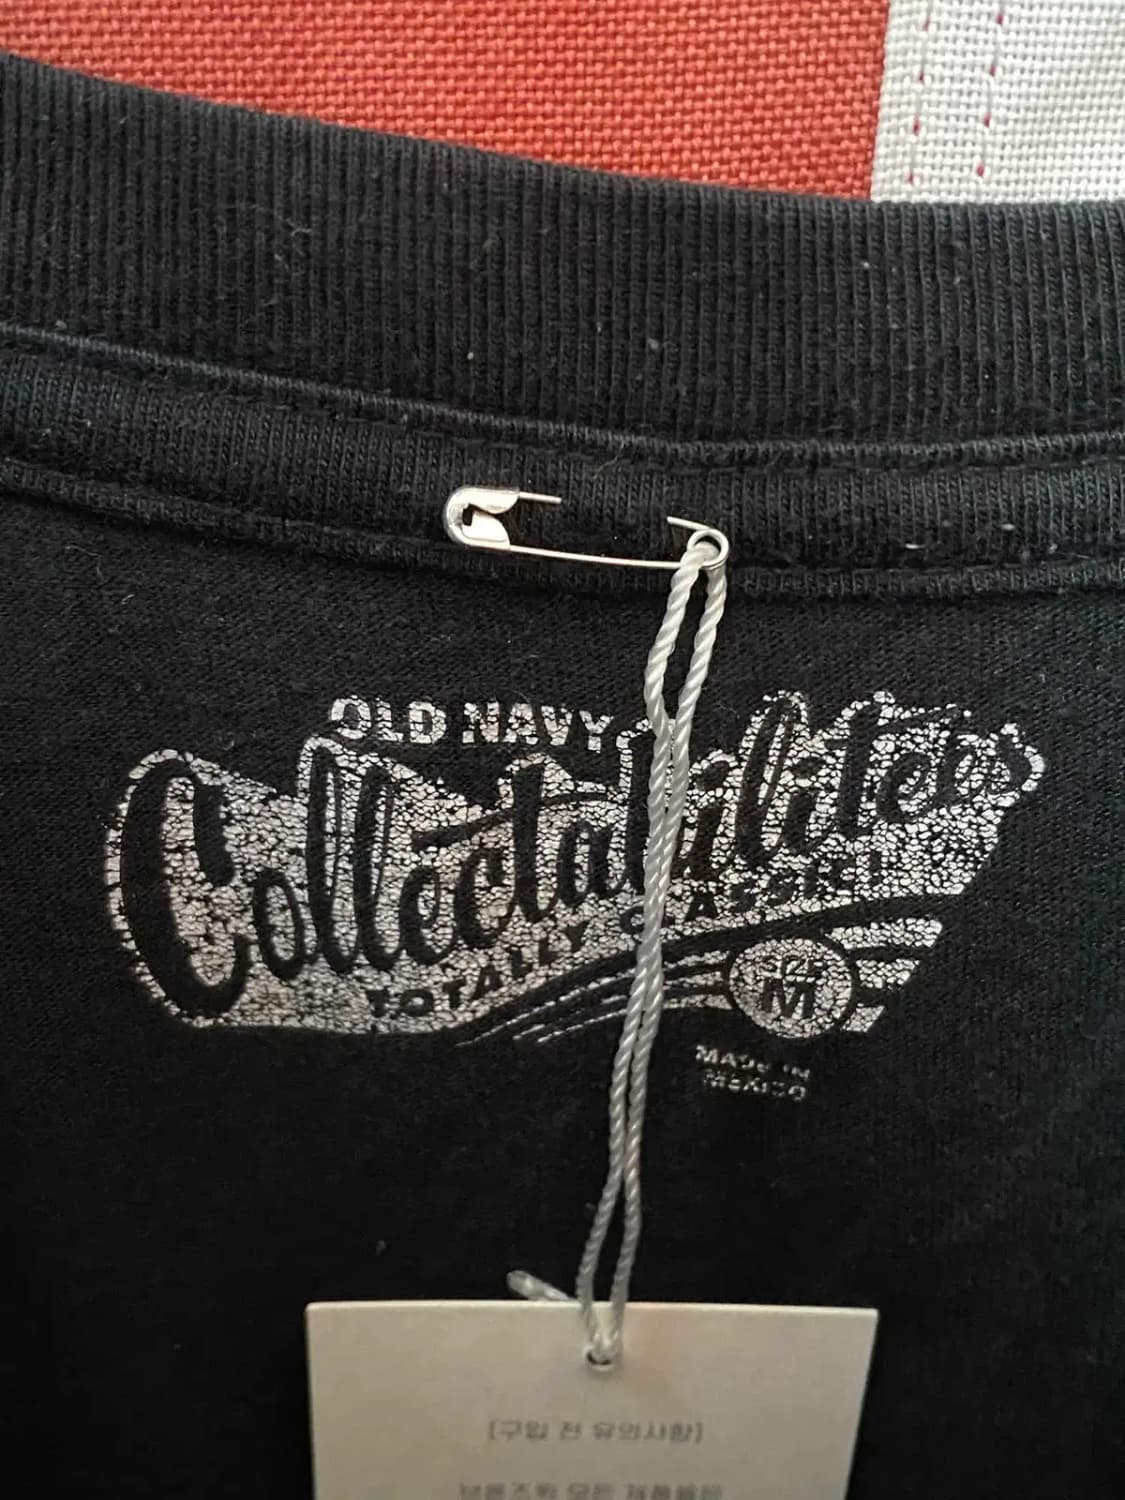 OLD NAVY
Collectabilitees
TOTALLY CLASSIC!
M
MADE IN
MEXICO
[구입 전 유의사항]